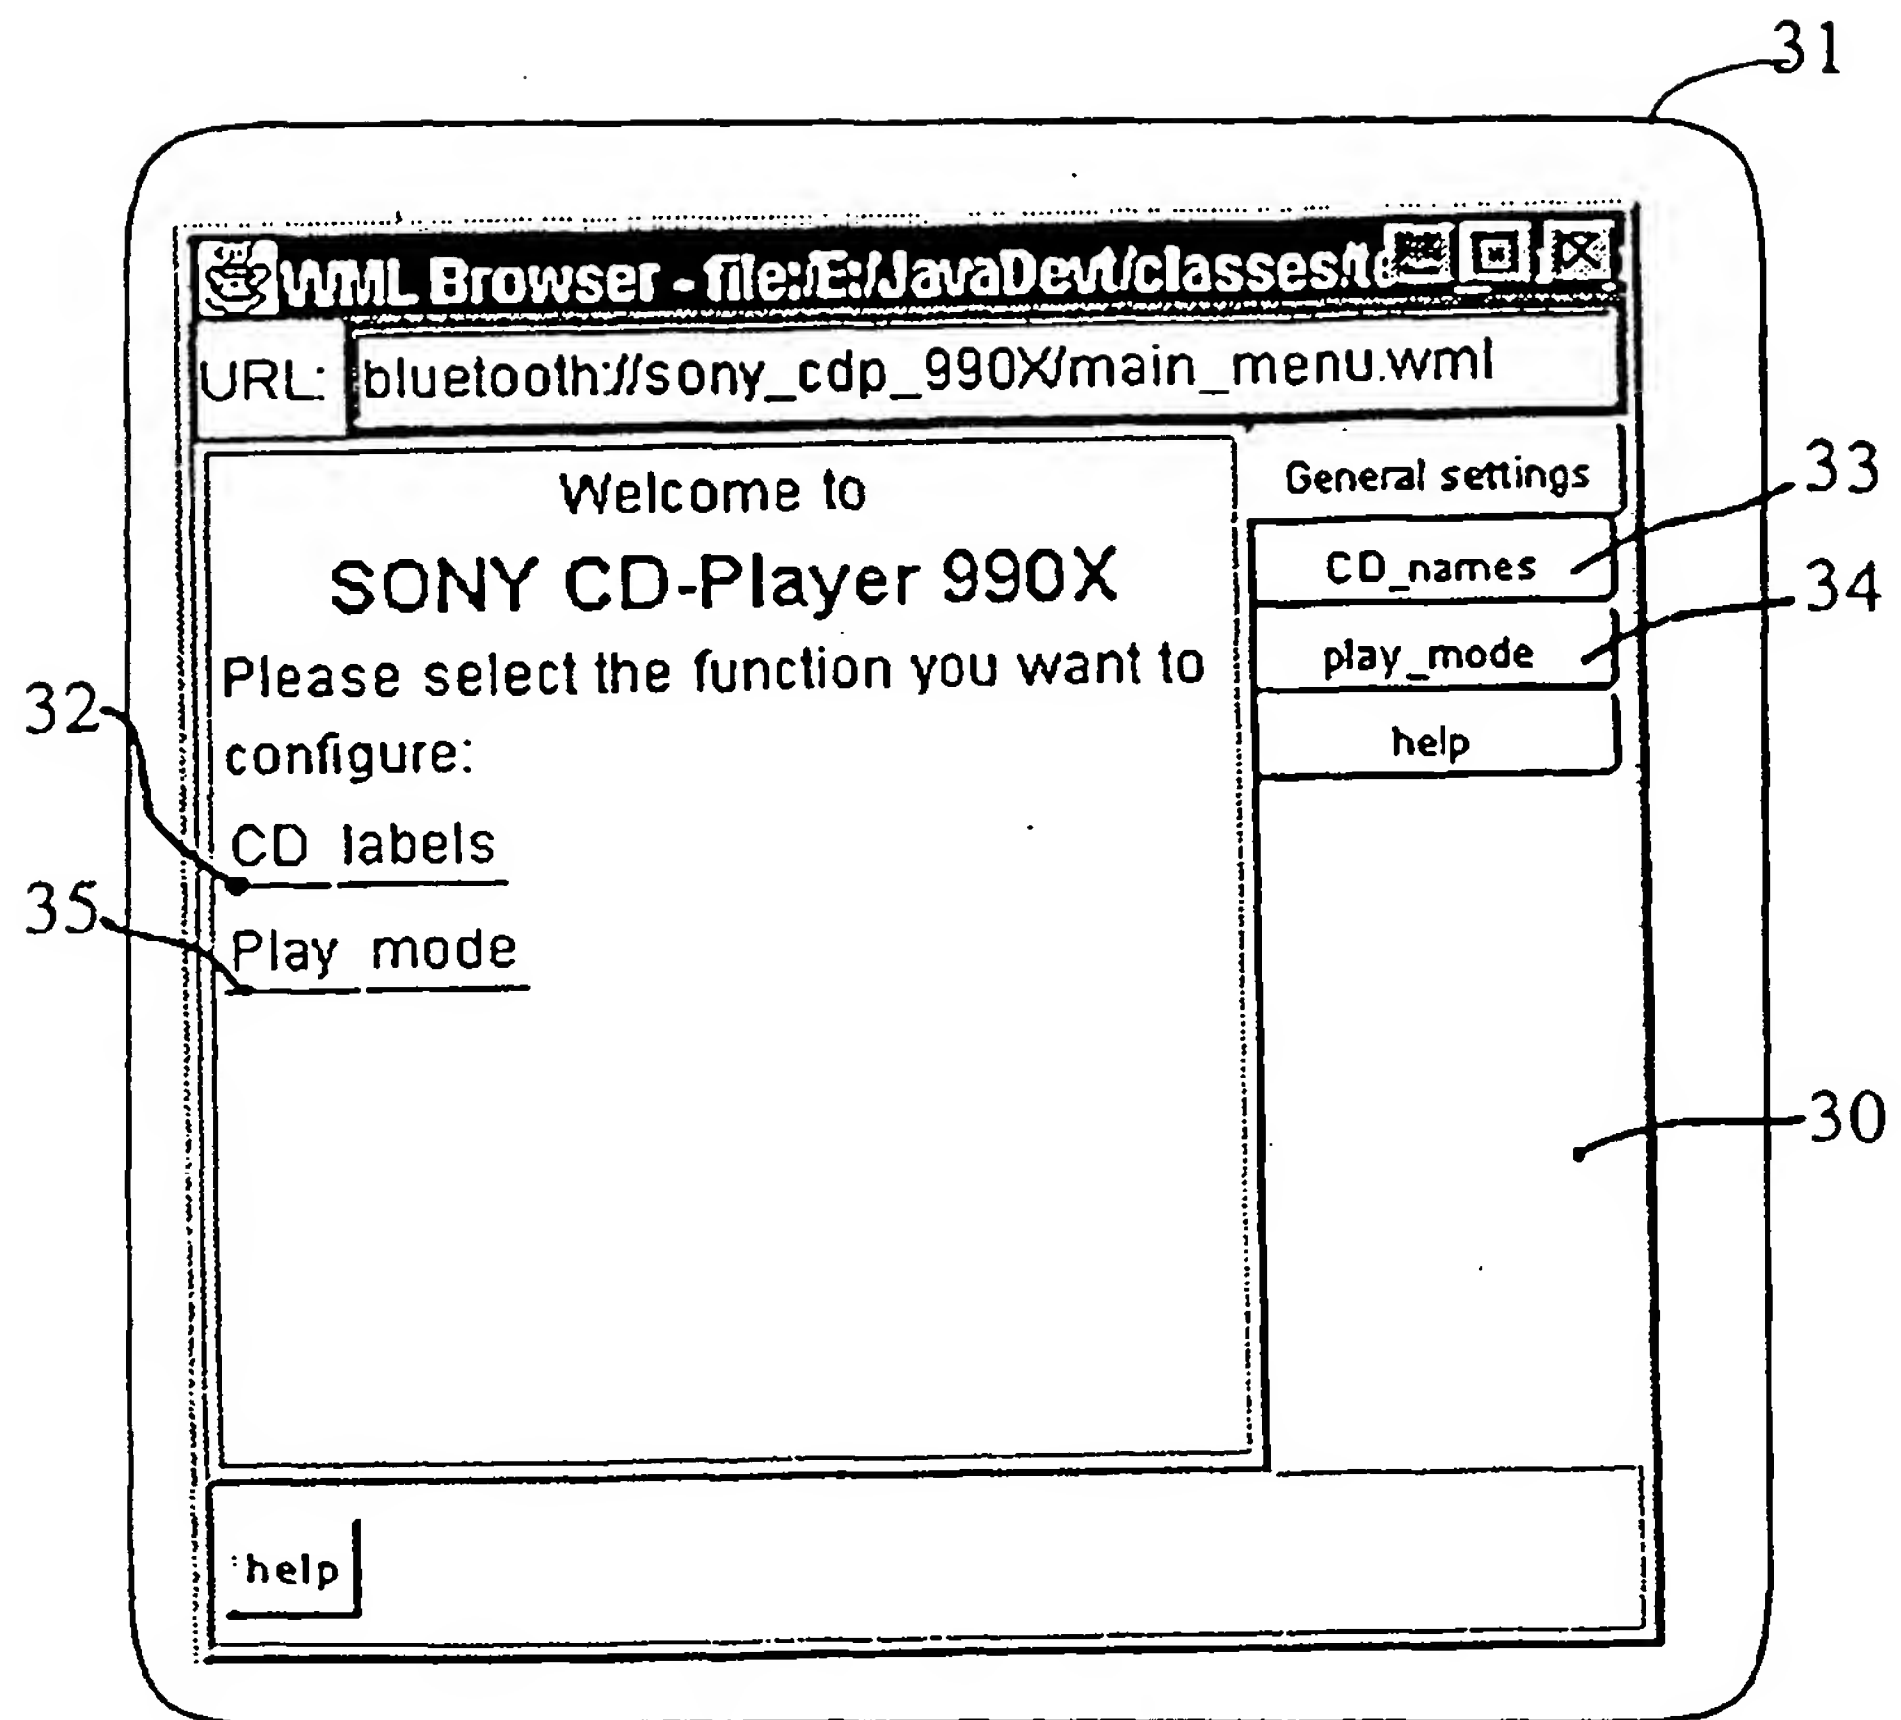 31
WML Browser - file:/E:/JavaDevt/classes/te
URL: bluetooth://sony_cdp_990X/main_menu.wml
Welcome to
SONY CD-Player 990X
Please select the function you want to
configure:
CD labels
Play mode
General settings
CD_names
play_mode
help
33
34
32
35
30
help